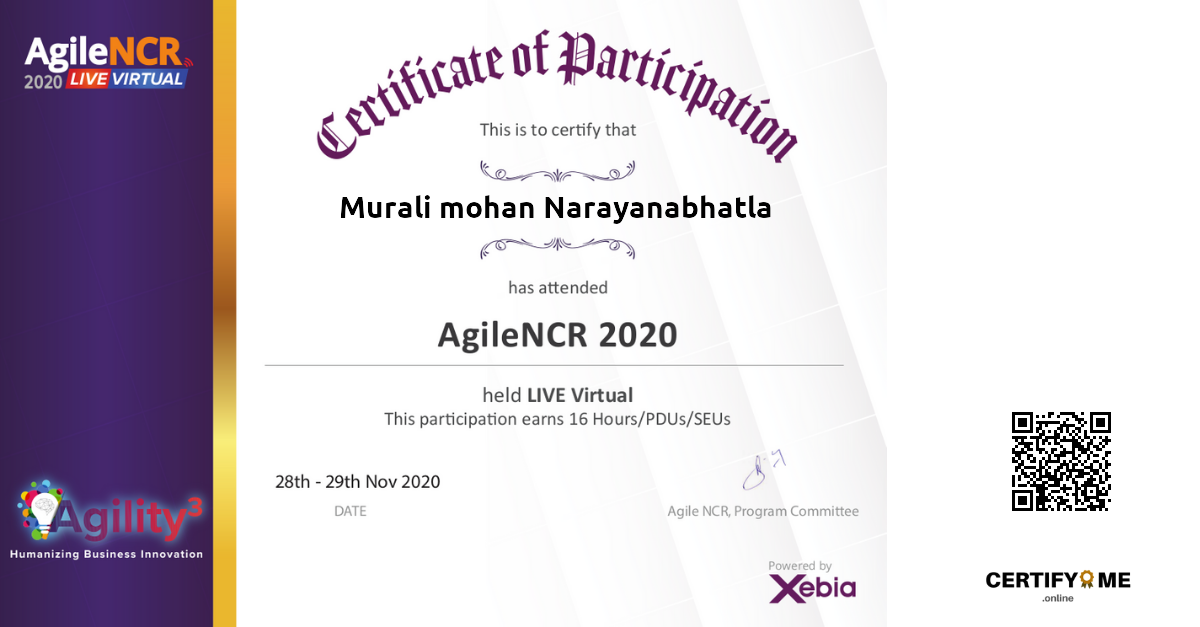 AgileNCR
2020 LIVE VIRTUAL
Certificate of Participation
This is to certify that
Murali mohan Narayanabhatla
has attended
AgileNCR 2020
held LIVE Virtual
This participation earns 16 Hours/PDUs/SEUs
28th - 29th Nov 2020
DATE
Agile NCR, Program Committee
Agility3
Humanizing Business Innovation
Powered by
Xebia
CERTIFY ME
.online